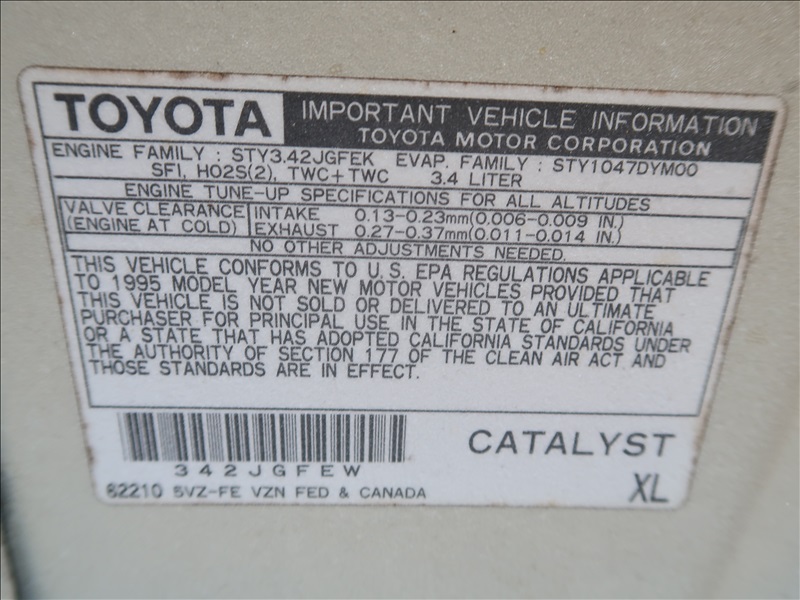 TOYOTA
IMPORTANT VEHICLE INFORMATION
TOYOTA MOTOR CORPORATION
ENGINE FAMILY : STY3.42JGFEK EVAP. FAMILY : STY1047DYM00
SFI, HO2S(2), TWC+TWC 3.4 LITER
ENGINE TUNE-UP SPECIFICATIONS FOR ALL ALTITUDES
VALVE CLEARANCE INTAKE 0.13-0.23mm(0.006-0.009 IN.)
(ENGINE AT COLD) EXHAUST 0.27-0.37mm(0.011-0.014 IN.)
NO OTHER ADJUSTMENTS NEEDED.
THIS VEHICLE CONFORMS TO U.S. EPA REGULATIONS APPLICABLE
TO 1995 MODEL YEAR NEW MOTOR VEHICLES PROVIDED THAT
THIS VEHICLE IS NOT SOLD OR DELIVERED TO AN ULTIMATE
PURCHASER FOR PRINCIPAL USE IN THE STATE OF CALIFORNIA
OR A STATE THAT HAS ADOPTED CALIFORNIA STANDARDS UNDER
THE AUTHORITY OF SECTION 177 OF THE CLEAN AIR ACT AND
THOSE STANDARDS ARE IN EFFECT.
342JGFEW
CATALYST
62210 5VZ-FE VZN FED & CANADA
XL